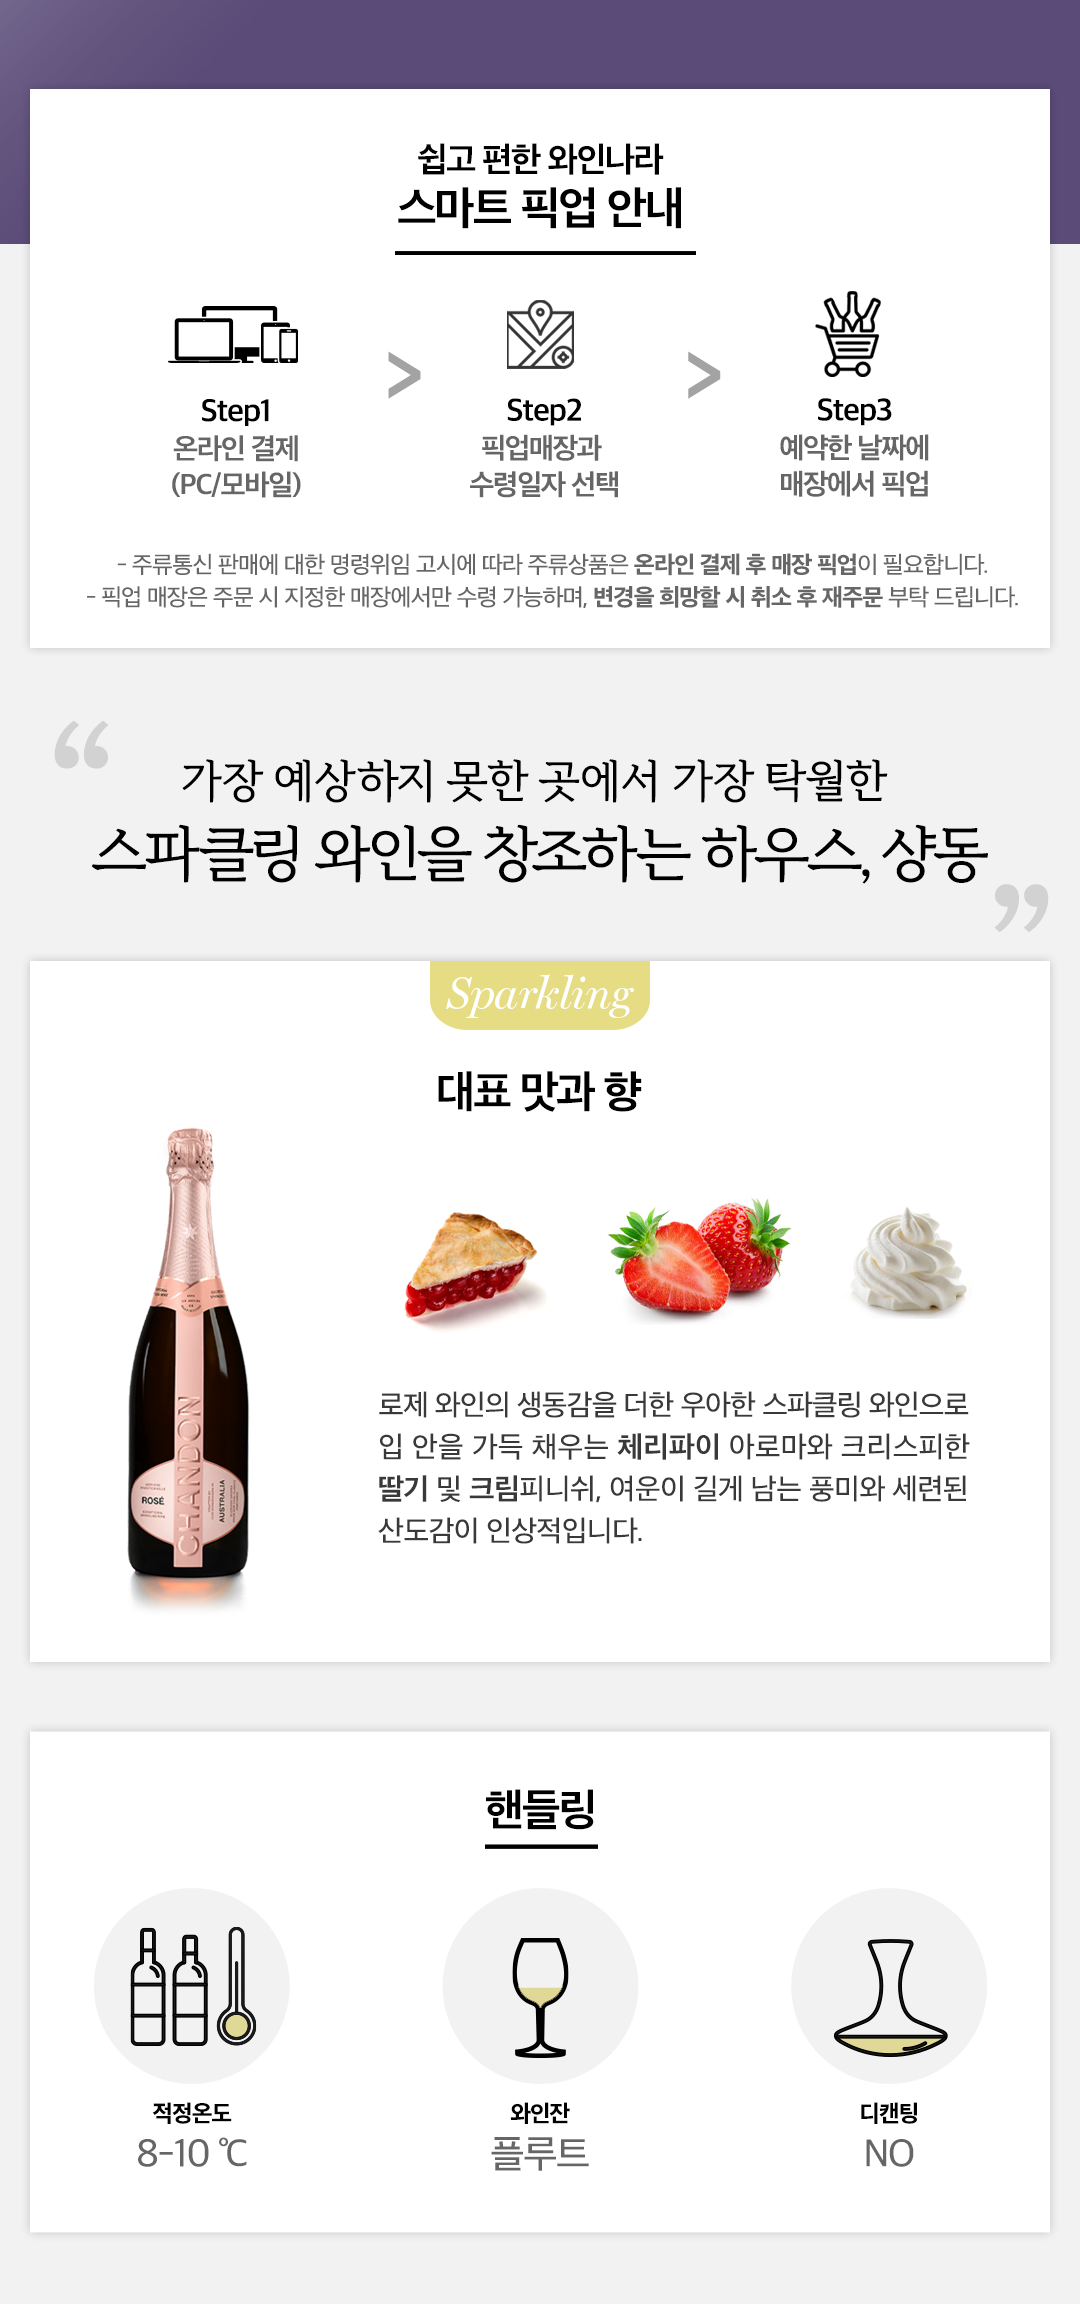 쉽고 편한 와인나라
스마트 픽업 안내
Step1
온라인 결제
(PC/모바일)
>
Step2
픽업매장과
수령일자 선택
>
Step3
예약한 날짜에
매장에서 픽업
- 주류통신 판매에 대한 명령위임 고시에 따라 주류상품은 온라인 결제 후 매장 픽업이 필요합니다.
- 픽업 매장은 주문 시 지정한 매장에서만 수령 가능하며, 변경을 희망할 시 취소 후 재주문 부탁 드립니다.
“
가장 예상하지 못한 곳에서 가장 탁월한
스파클링 와인을 창조하는 하우스, 샹동
”
Sparkling
대표 맛과 향
CHANDON
ROSÉ
AUSTRALIA
로제 와인의 생동감을 더한 우아한 스파클링 와인으로
입 안을 가득 채우는 체리파이 아로마와 크리스피한
딸기 및 크림피니쉬, 여운이 길게 남는 풍미와 세련된
산도감이 인상적입니다.
핸들링
적정온도
8-10 ℃
와인잔
플루트
디캔팅
NO